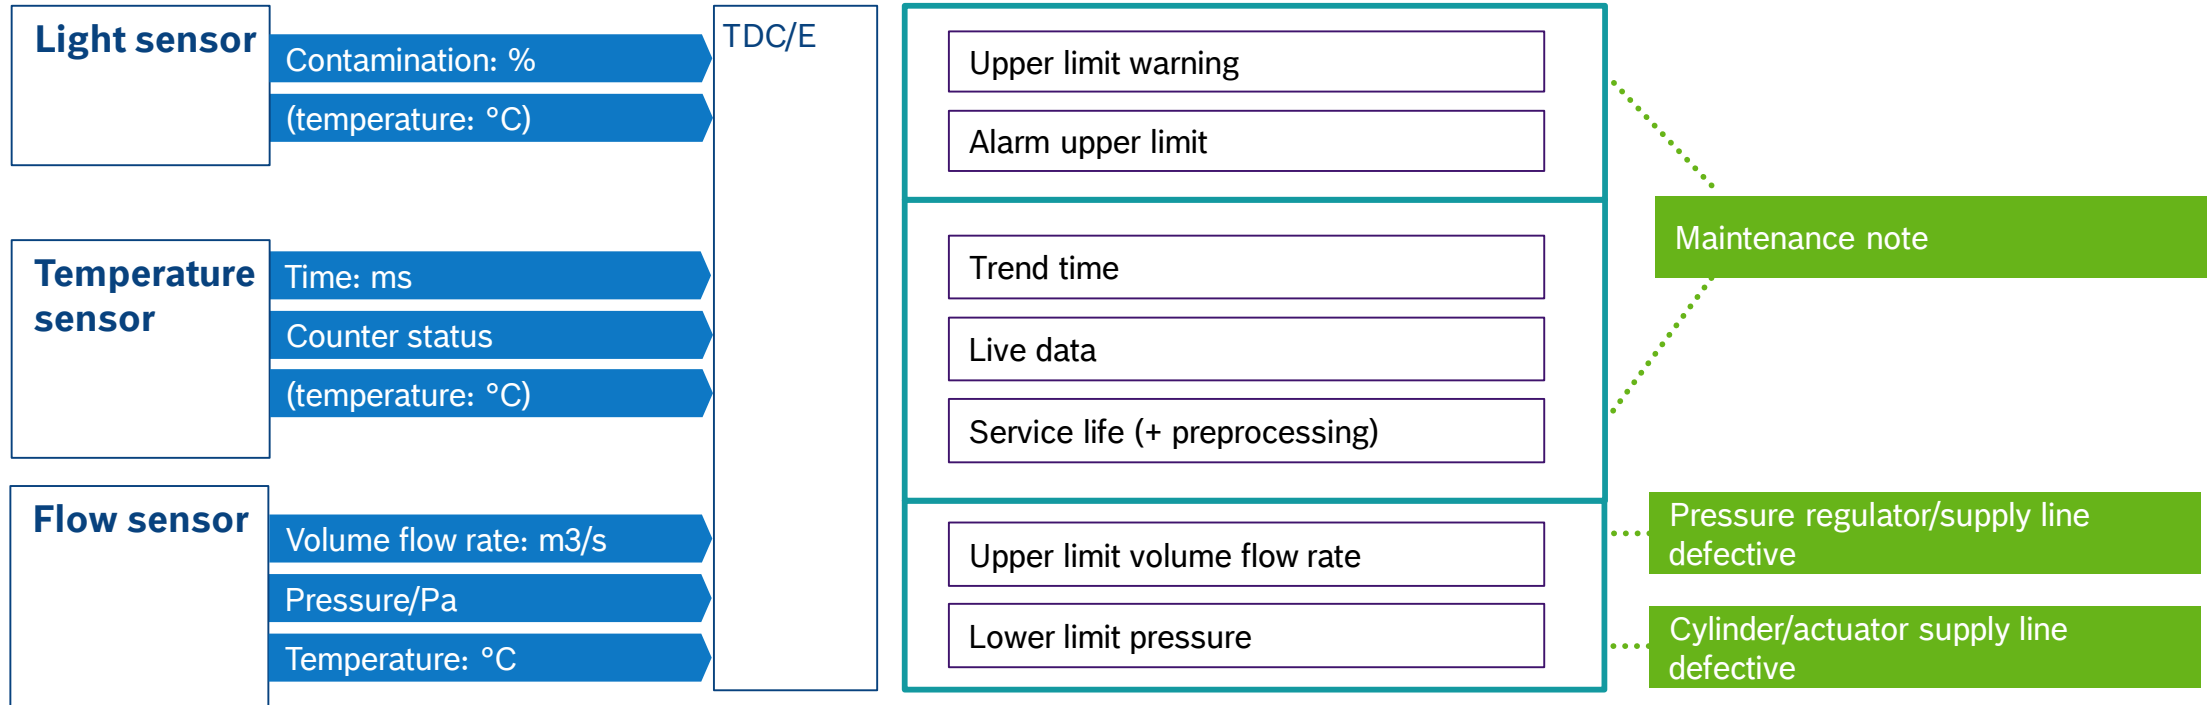 Light sensor
Contamination: %
(temperature: °C)
TDC/E
Upper limit warning
Alarm upper limit
Maintenance note
Temperature
sensor
Time: ms
Counter status
(temperature: °C)
Trend time
Live data
Service life (+ preprocessing)
Flow sensor
Volume flow rate: m3/s
Pressure/Pa
Temperature: °C
Upper limit volume flow rate
Lower limit pressure
Pressure regulator/supply line
defective
Cylinder/actuator supply line
defective